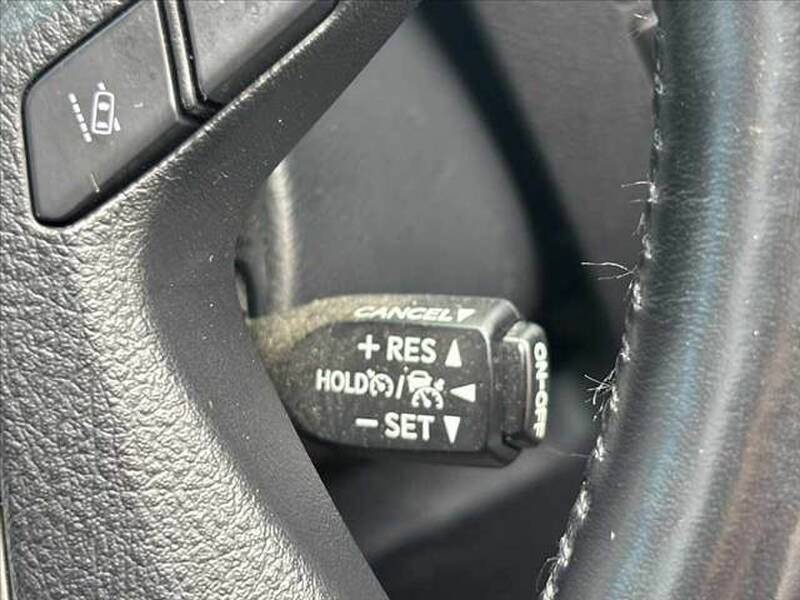 CANCEL
+ RES
HOLD /
- SET
ON-OFF